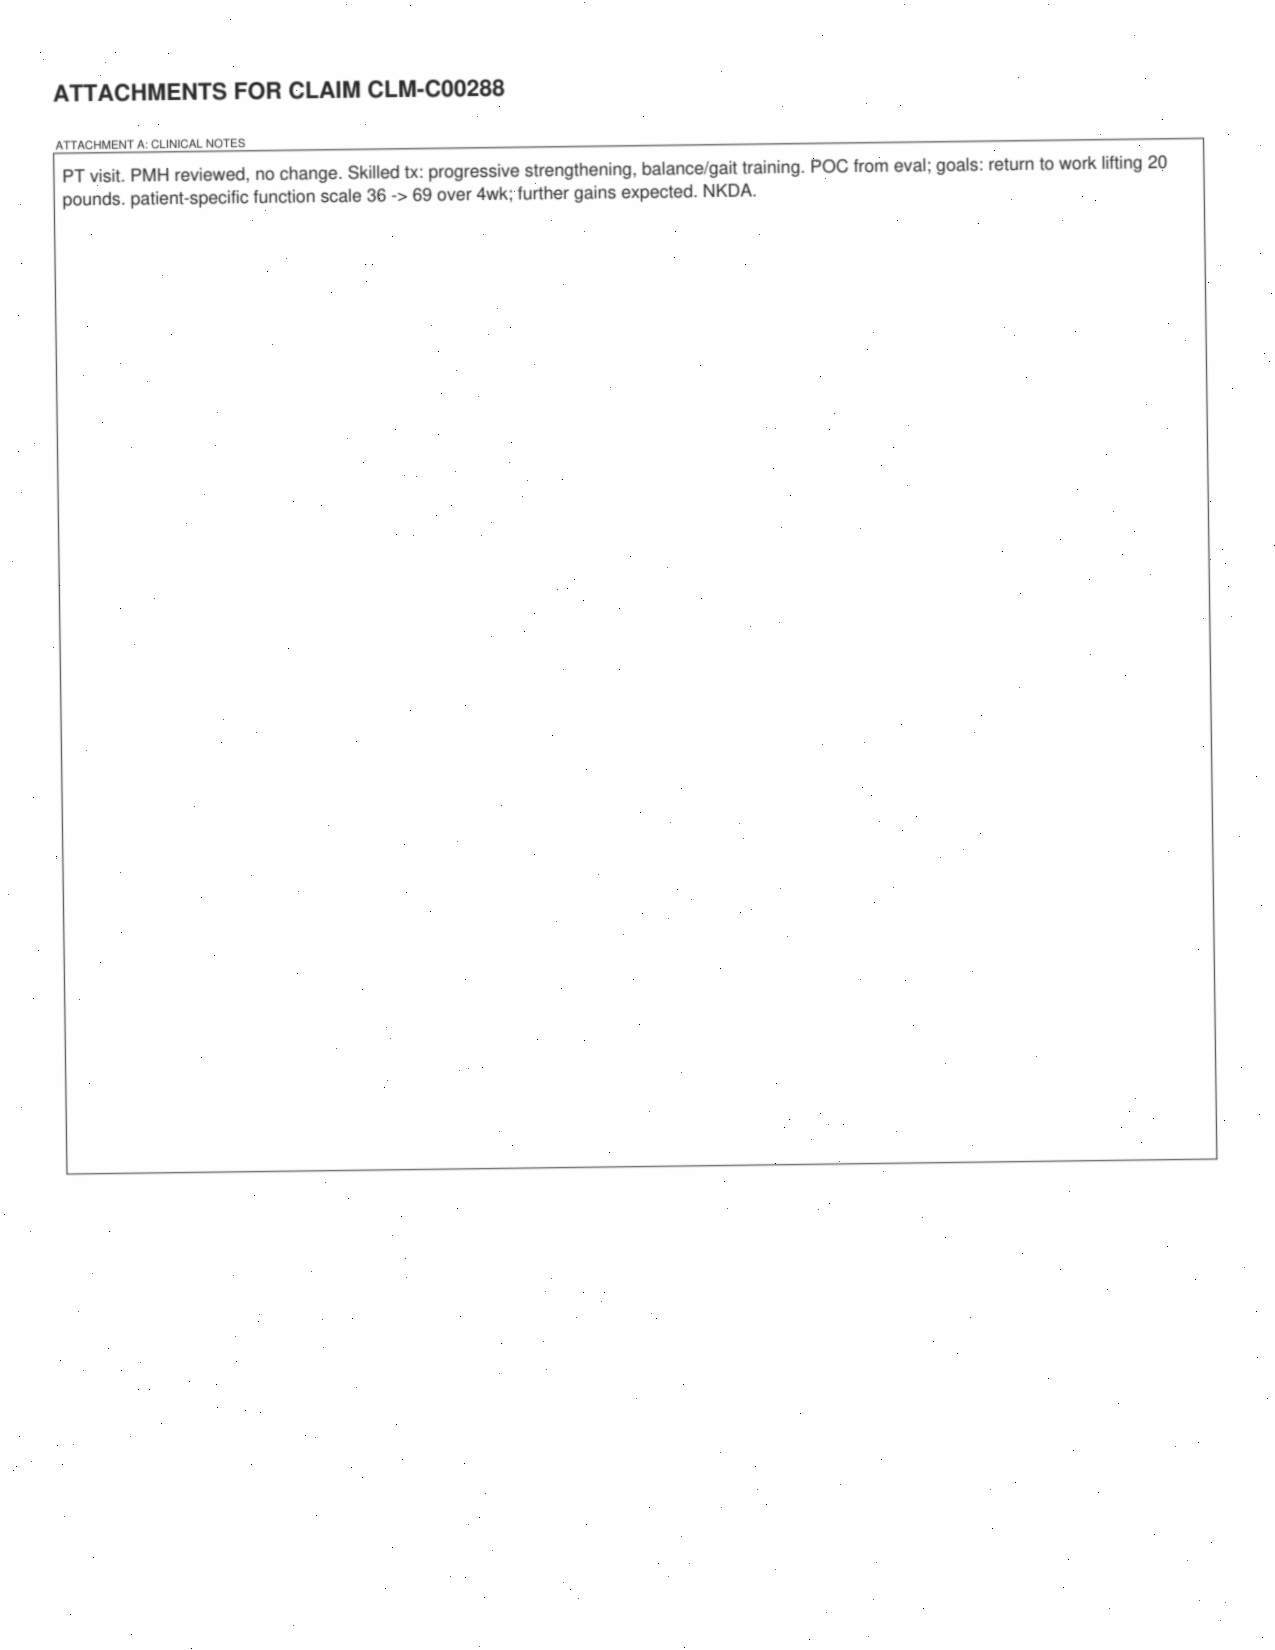 ATTACHMENTS FOR CLAIM CLM-C00288
ATTACHMENT A: CLINICAL NOTES
PT visit. PMH reviewed, no change. Skilled tx: progressive strengthening, balance/gait training. POC from eval; goals: return to work lifting 20
pounds. patient-specific function scale 36 -> 69 over 4wk; further gains expected. NKDA.